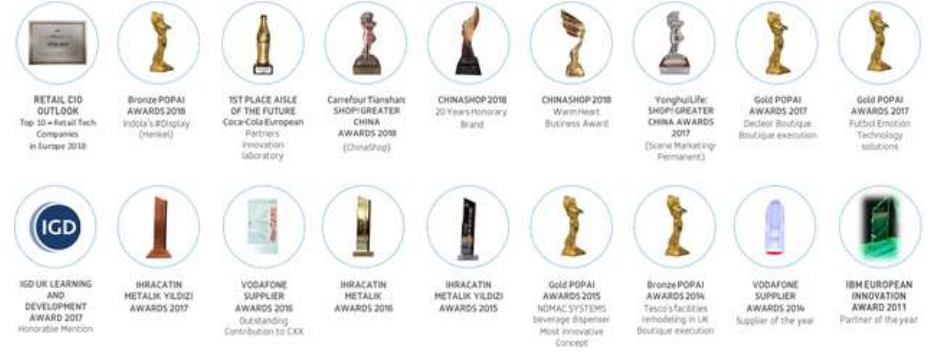 RETAIL CIO
OUTLOOK
Top 10 – Retail Tech
Companies
in Europe 2018
Bronze POPAI
AWARDS 2018
Indola's #Display
(Henkel)
1ST PLACE AISLE
OF THE FUTURE
Coca-Cola European
Partners
innovation
laboratory
Carrefour Tianshan:
SHOP! GREATER
CHINA
AWARDS 2018
(ChinaShop)
CHINASHOP 2018
20 Years Honorary
Brand
CHINASHOP 2018
Warm Heart
Business Award
YonghuiLife:
SHOP! GREATER
CHINA AWARDS
2017
(Scene Marketing-
Permanent)
Gold POPAI
AWARDS 2017
Decleor Boutique
Boutique execution
Gold POPAI
AWARDS 2017
Futbol Emotion
Technology
solutions
IGD
IGD UK LEARNING
AND
DEVELOPMENT
AWARD 2017
Honorable Mention
IHRACATIN
METALIK YILDIZI
AWARDS 2017
VODAFONE
SUPPLIER
AWARDS 2016
Outstanding
Contribution to CXX
IHRACATIN
METALIK
AWARDS 2016
IHRACATIN
METALIK YILDIZI
AWARDS 2015
Gold POPAI
AWARDS 2015
NOMAC SYSTEMS
beverage dispenser
Most Innovative
Concept
Bronze POPAI
AWARDS 2014
Tesco's facilities
remodeling in UK
Boutique execution
VODAFONE
SUPPLIER
AWARDS 2014
Supplier of the year
IBM EUROPEAN
INNOVATION
AWARD 2011
Partner of the year